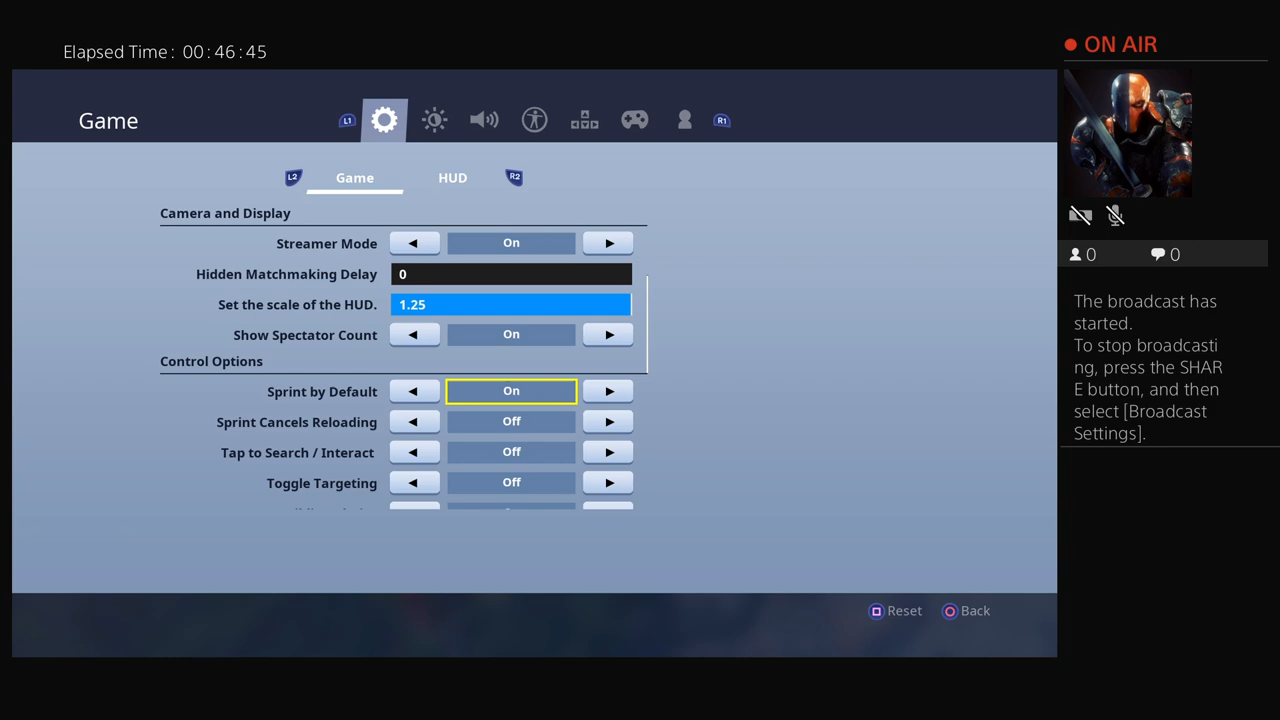 Elapsed Time: 00:46:45
ON AIR
Game
L1
R1
L2
Game
HUD
R2
Camera and Display
Streamer Mode
On
Hidden Matchmaking Delay
0
Set the scale of the HUD.
1.25
Show Spectator Count
On
Control Options
Sprint by Default
On
Sprint Cancels Reloading
Off
Tap to Search / Interact
Off
Toggle Targeting
Off
Reset
Back
0
0
The broadcast has
started.
To stop broadcasti
ng, press the SHAR
E button, and then
select [Broadcast
Settings].